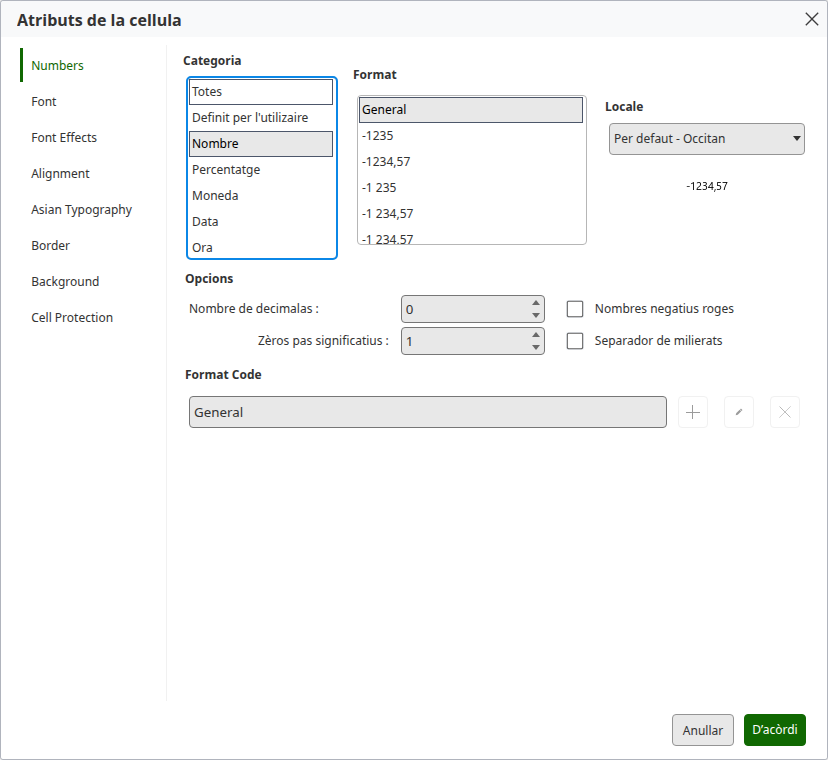 Atributs de la cellula
Numbers
Font
Font Effects
Alignment
Asian Typography
Border
Background
Cell Protection
Categoria
Totes
Definit per l'utilizaire
Nombre
Percentatge
Moneda
Data
Ora
Format
General
-1235
-1234,57
-1 235
-1 234,57
-1 234,57
Locale
Per defaut - Occitan
-1234,57
Opcions
Nombre de decimalas :
0
Nombres negatius roges
Zèros pas significatius :
1
Separador de milierats
Format Code
General
Anullar
D'acòrdi